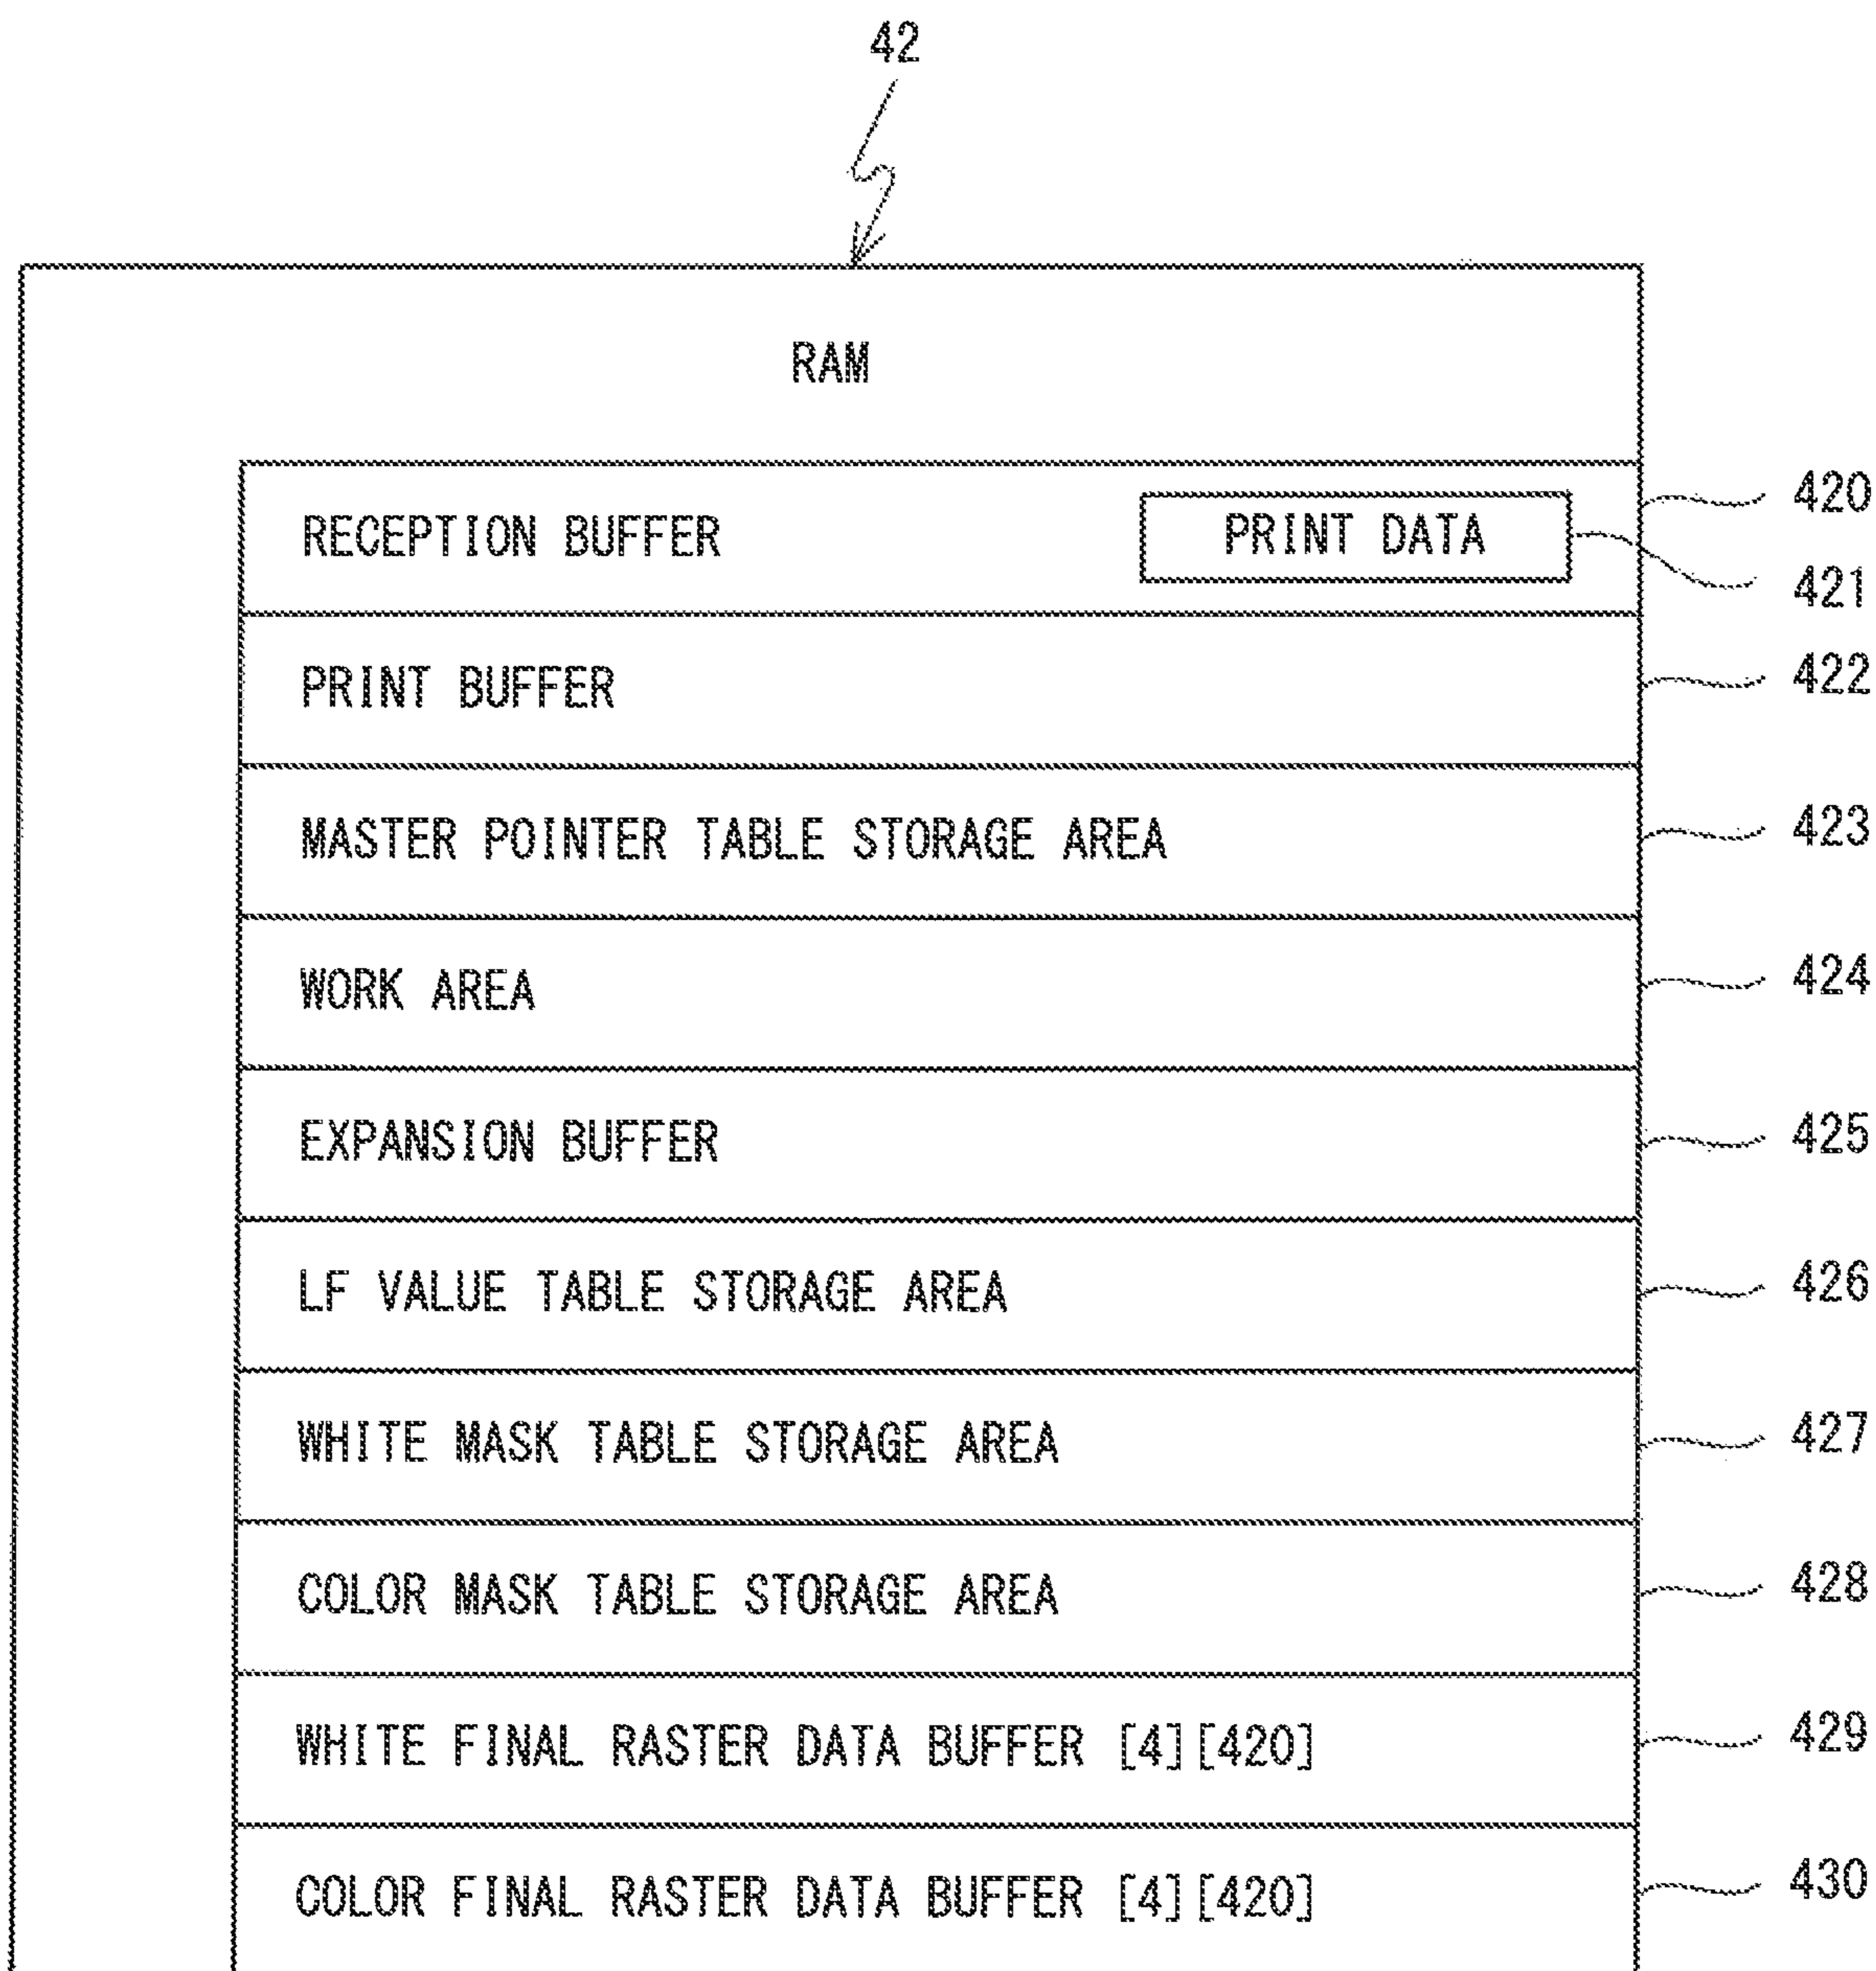 42
RAM
RECEPTION BUFFER PRINT DATA 420
421
PRINT BUFFER 422
MASTER POINTER TABLE STORAGE AREA 423
WORK AREA 424
EXPANSION BUFFER 425
LF VALUE TABLE STORAGE AREA 426
WHITE MASK TABLE STORAGE AREA 427
COLOR MASK TABLE STORAGE AREA 428
WHITE FINAL RASTER DATA BUFFER [4][420] 429
COLOR FINAL RASTER DATA BUFFER [4][420] 430